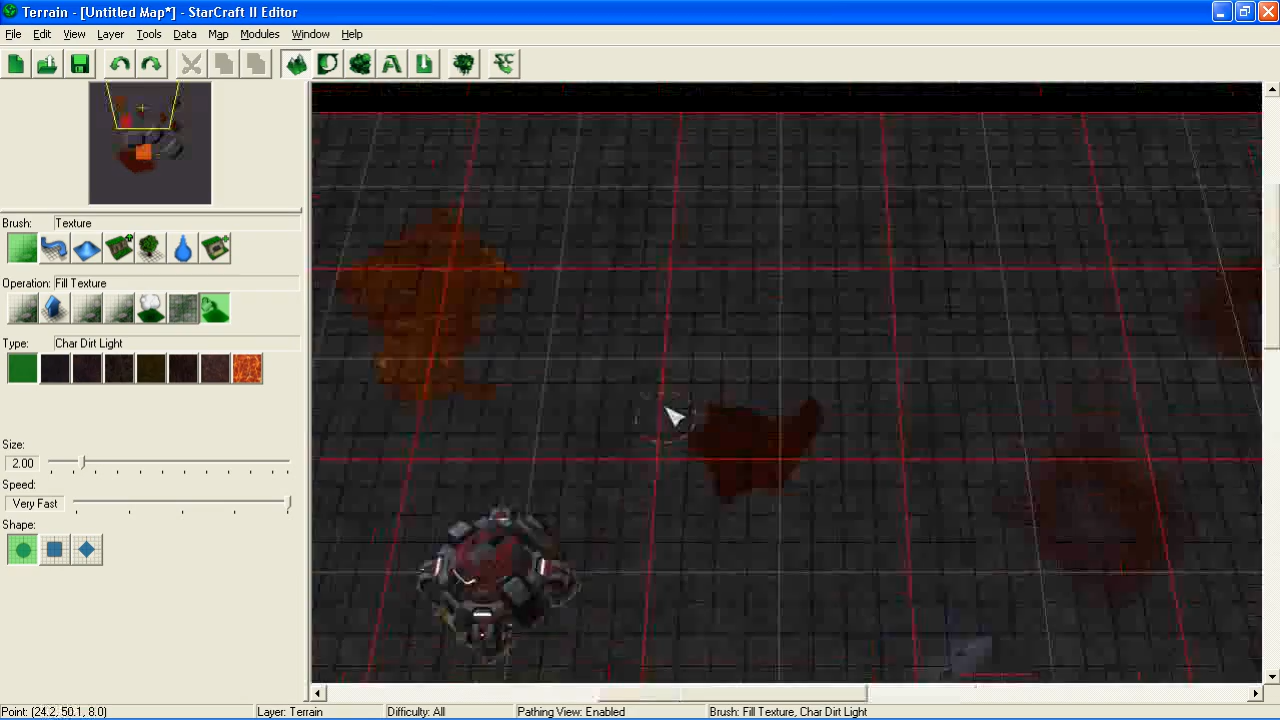 Terrain - [Untitled Map*] - StarCraft II Editor
File Edit View Layer Tools Data Map Modules Window Help
Brush: Texture
Operation: Fill Texture
Type: Char Dirt Light
Size:
2.00
Speed:
Very Fast
Shape:
Point: (24.2, 50.1, 8.0) Layer: Terrain Difficulty: All Pathing View: Enabled Brush: Fill Texture, Char Dirt Light